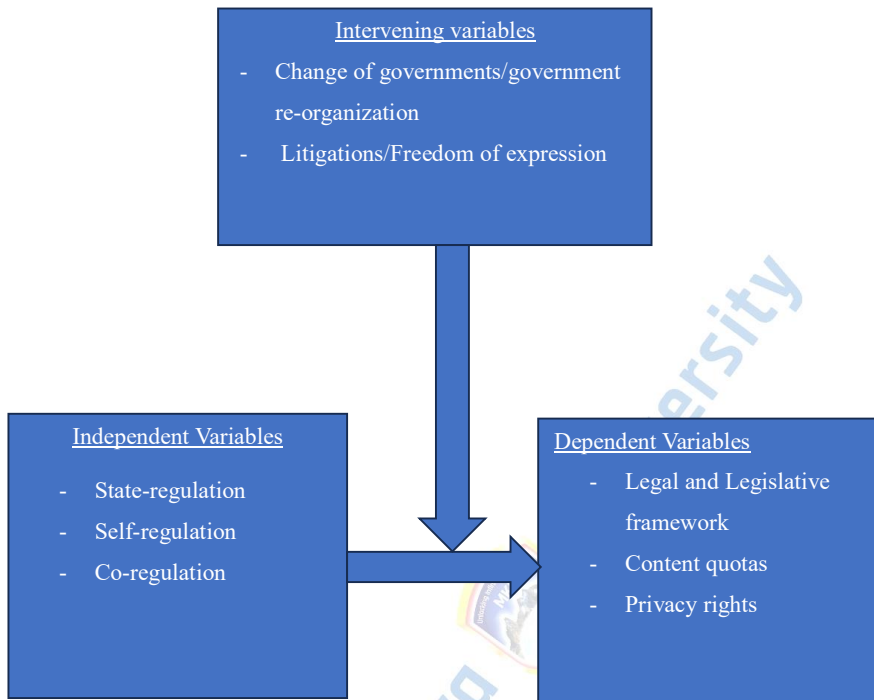 Intervening variables
- Change of governments/government
re-organization
- Litigations/Freedom of expression
Independent Variables
- State-regulation
- Self-regulation
- Co-regulation
Dependent Variables
- Legal and Legislative
framework
- Content quotas
- Privacy rights